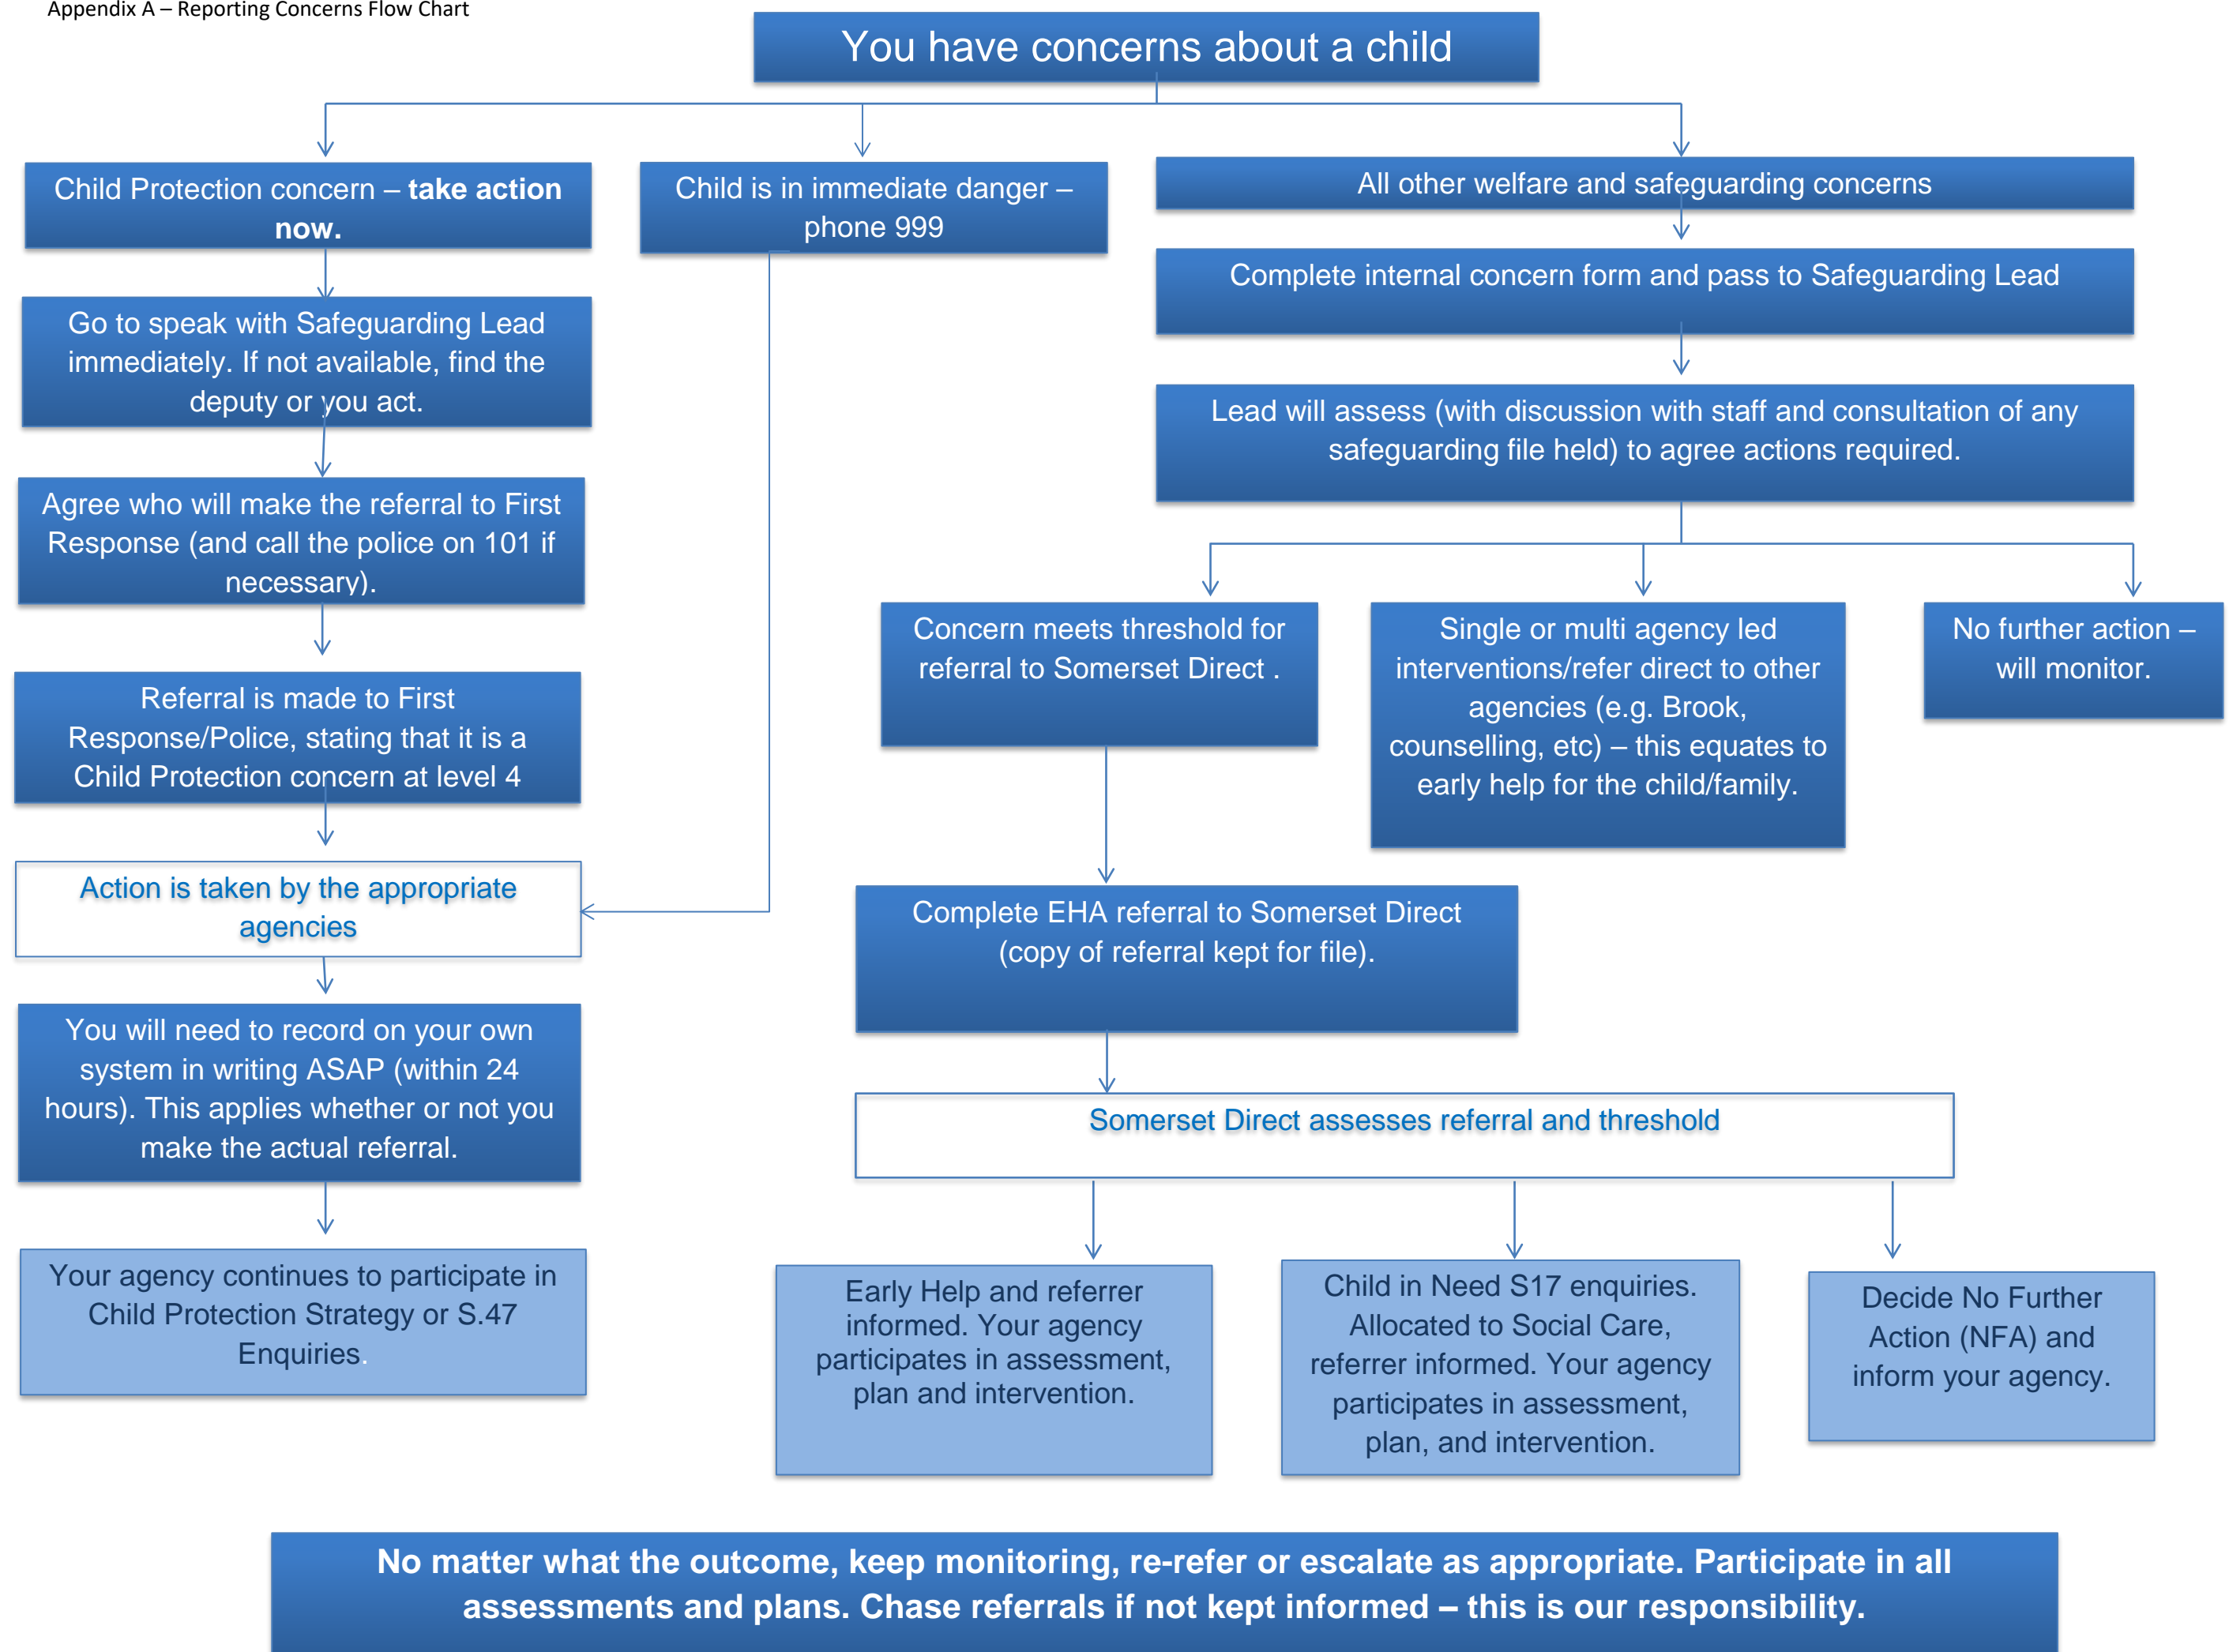 Appendix A – Reporting Concerns Flow Chart
You have concerns about a child
Child Protection concern – take action
now.
Child is in immediate danger –
phone 999
All other welfare and safeguarding concerns
Go to speak with Safeguarding Lead
immediately. If not available, find the
deputy or you act.
Complete internal concern form and pass to Safeguarding Lead
Lead will assess (with discussion with staff and consultation of any
safeguarding file held) to agree actions required.
Agree who will make the referral to First
Response (and call the police on 101 if
necessary).
Referral is made to First
Response/Police, stating that it is a
Child Protection concern at level 4
Concern meets threshold for
referral to Somerset Direct .
Single or multi agency led
interventions/refer direct to other
agencies (e.g. Brook,
counselling, etc) – this equates to
early help for the child/family.
No further action –
will monitor.
Action is taken by the appropriate
agencies
Complete EHA referral to Somerset Direct
(copy of referral kept for file).
You will need to record on your own
system in writing ASAP (within 24
hours). This applies whether or not you
make the actual referral.
Somerset Direct assesses referral and threshold
Your agency continues to participate in
Child Protection Strategy or S.47
Enquiries.
Early Help and referrer
informed. Your agency
participates in assessment,
plan and intervention.
Child in Need S17 enquiries.
Allocated to Social Care,
referrer informed. Your agency
participates in assessment,
plan, and intervention.
Decide No Further
Action (NFA) and
inform your agency.
No matter what the outcome, keep monitoring, re-refer or escalate as appropriate. Participate in all
assessments and plans. Chase referrals if not kept informed – this is our responsibility.